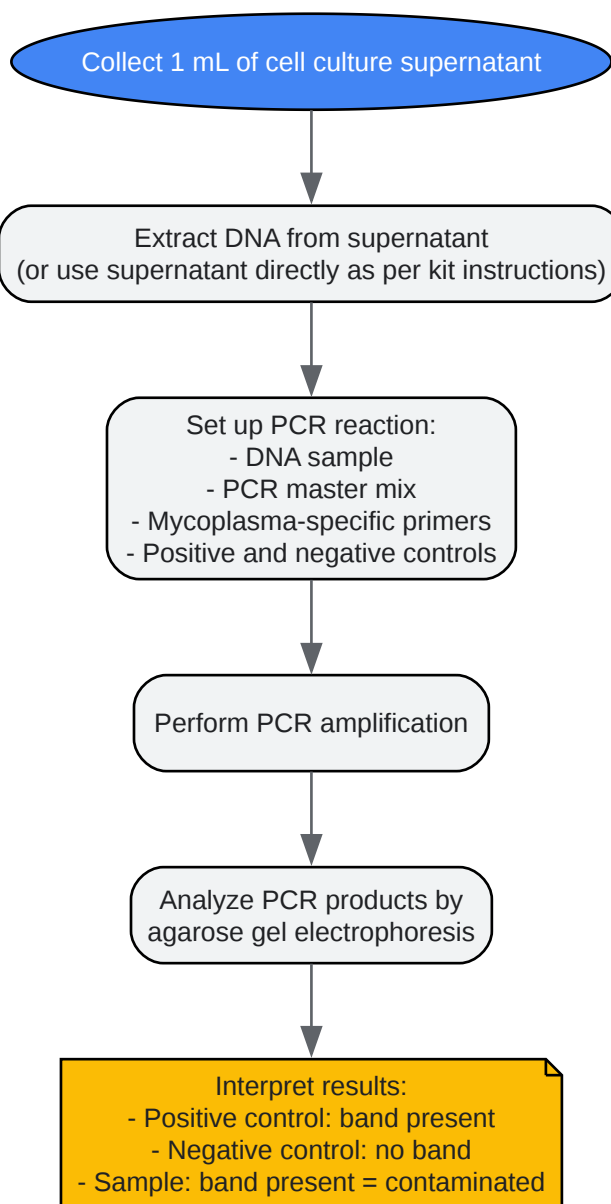 Collect 1 mL of cell culture supernatant
Extract DNA from supernatant
(or use supernatant directly as per kit instructions)
Set up PCR reaction:
- DNA sample
- PCR master mix
- Mycoplasma-specific primers
- Positive and negative controls
Perform PCR amplification
Analyze PCR products by
agarose gel electrophoresis
Interpret results:
- Positive control: band present
- Negative control: no band
- Sample: band present = contaminated